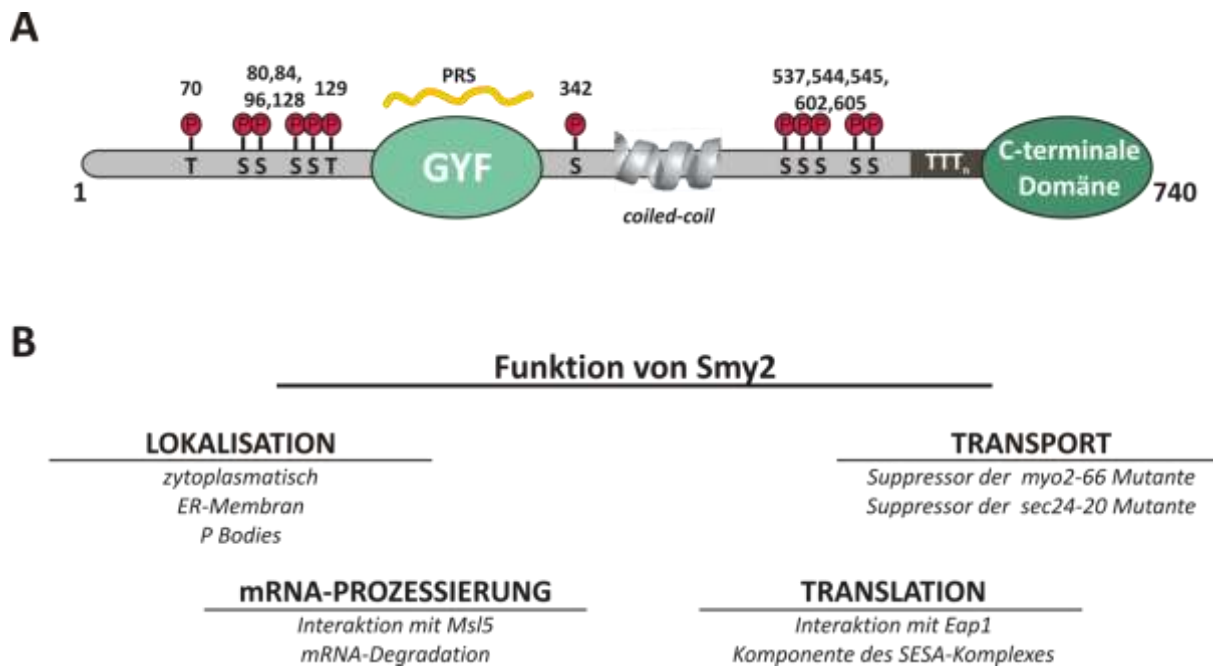 A
70
80,84,
96,128
129
PRS
342
537,544,545,
602,605
P P P P P P P P P P P P
T S S S S T GYF S S S S S S TTTn C-terminale
Domäne
1
740
coiled-coil
B
Funktion von Smy2
LOKALISATION
zytoplasmatisch
ER-Membran
P Bodies
TRANSPORT
Suppressor der myo2-66 Mutante
Suppressor der sec24-20 Mutante
mRNA-PROZESSIERUNG
Interaktion mit Msl5
mRNA-Degradation
TRANSLATION
Interaktion mit Eap1
Komponente des SESA-Komplexes